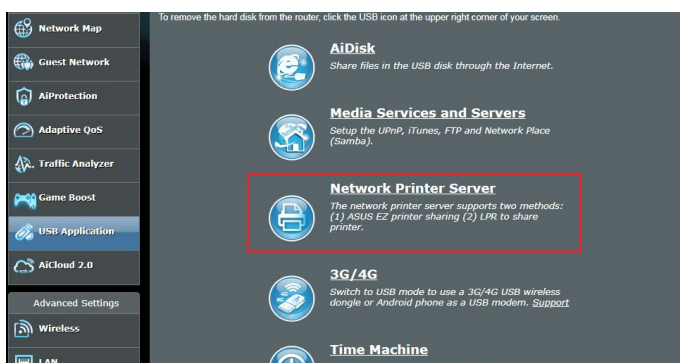 To remove the hard disk from the router, click the USB icon at the upper right corner of your screen.
Network Map
Guest Network
AiProtection
Adaptive QoS
Traffic Analyzer
Game Boost
USB Application
AiCloud 2.0
Advanced Settings
Wireless
LAN
AiDisk
Share files in the USB disk through the Internet.
Media Services and Servers
Setup the UPnP, iTunes, FTP and Network Place
(Samba).
Network Printer Server
The network printer server supports two methods:
(1) ASUS EZ printer sharing (2) LPR to share
printer.
3G/4G
Switch to USB mode to use a 3G/4G USB wireless
dongle or Android phone as a USB modem. Support
Time Machine